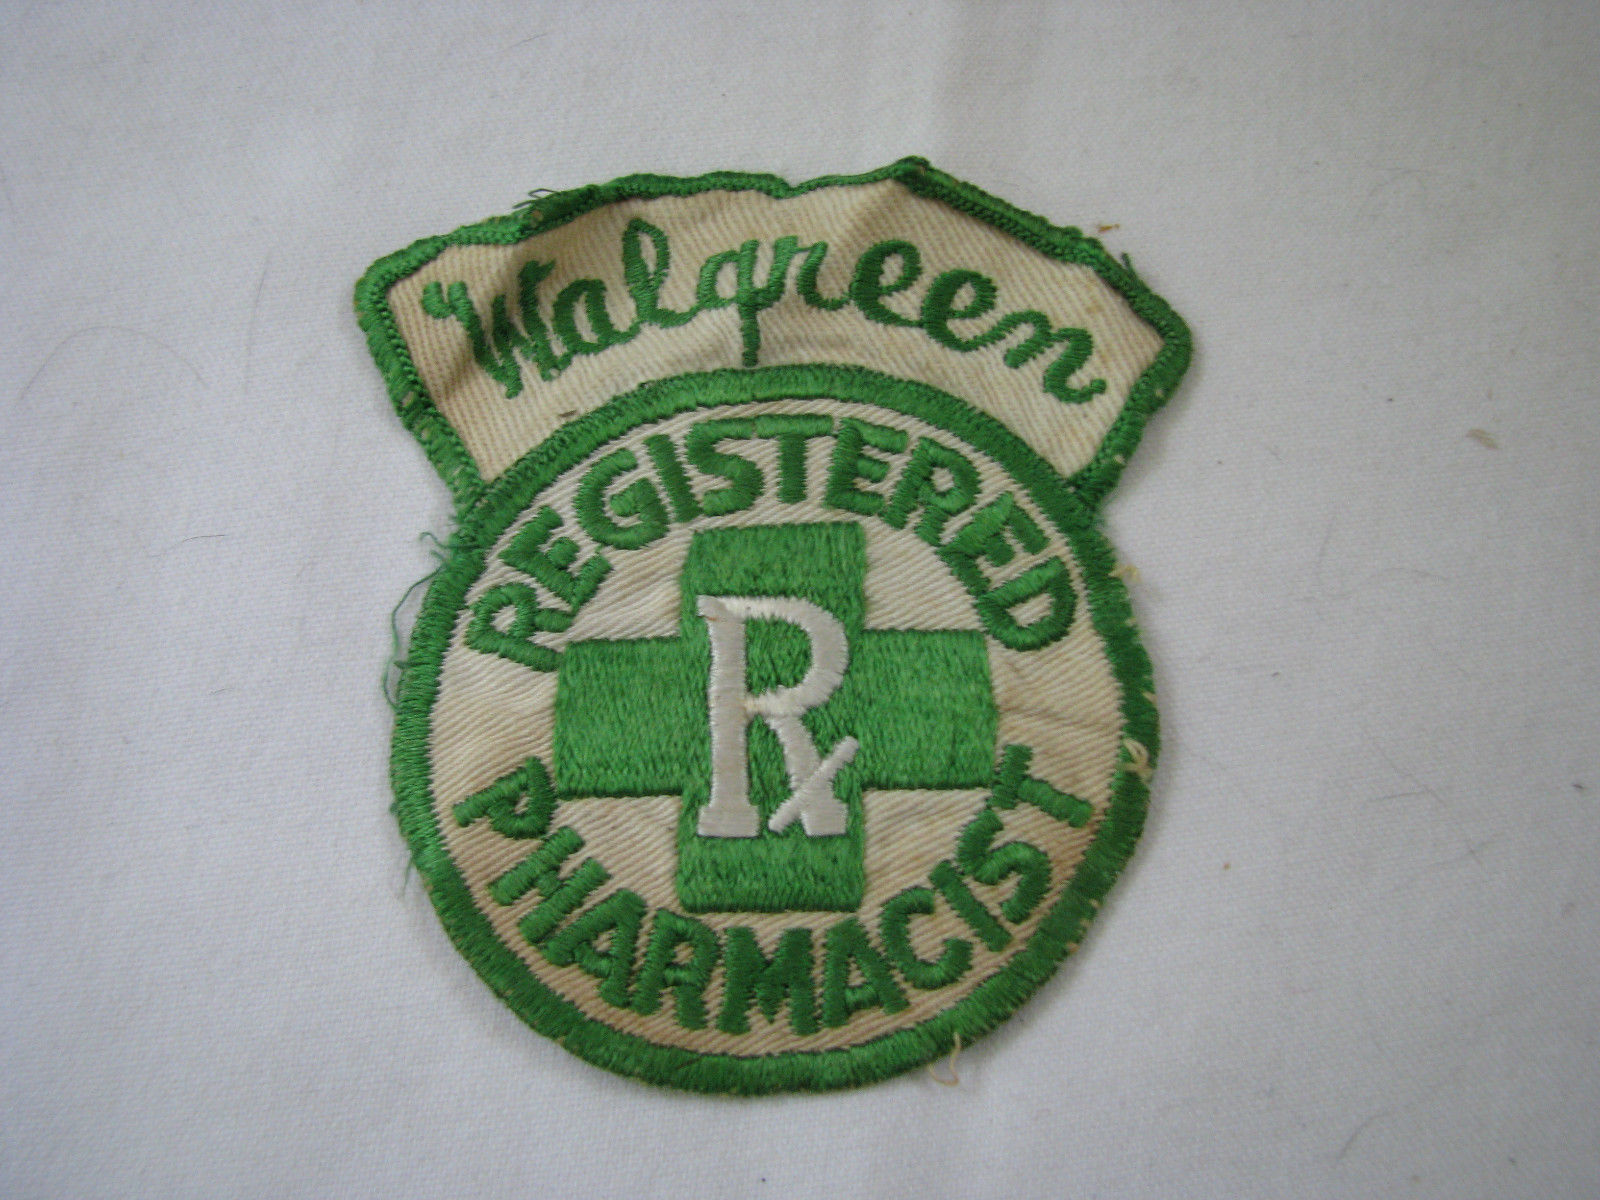 Walgreen
REGISTERED
Rx
PHARMACIST